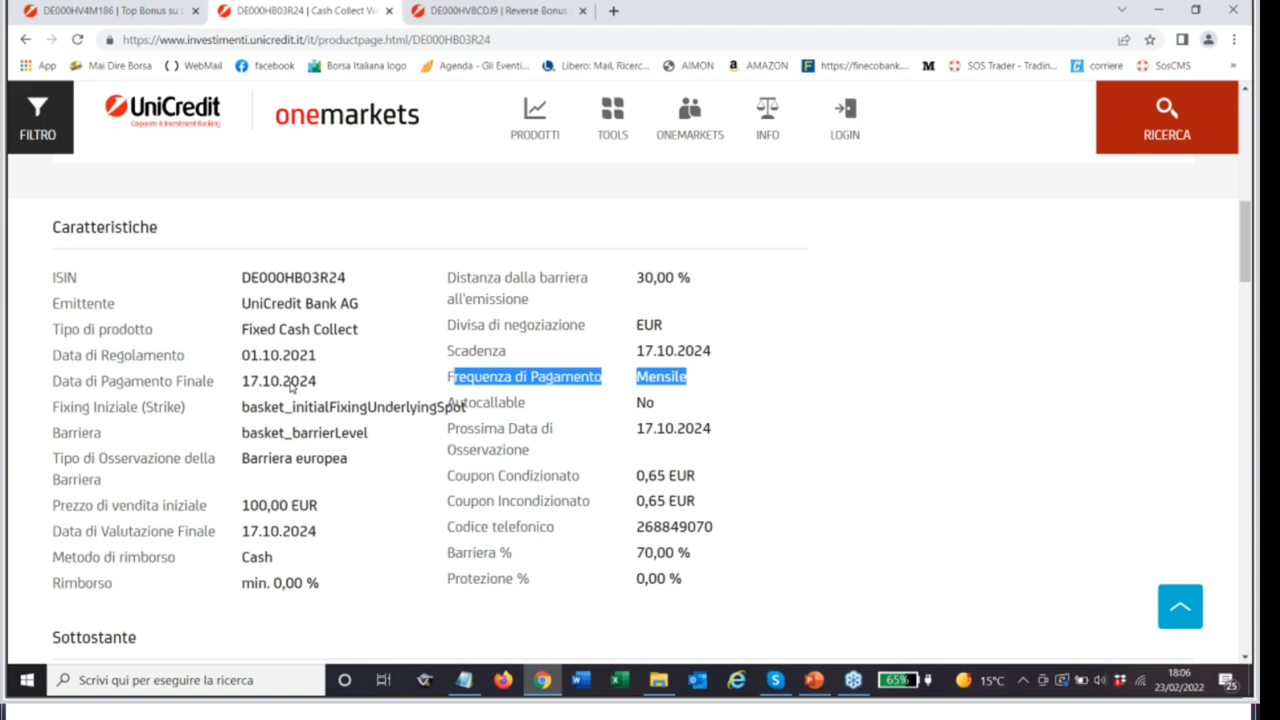 DE000HV4M186 | Top Bonus su
DE000HB03R24 | Cash Collect W
DE000HV8CDJ9 | Reverse Bonus
https://www.investimenti.unicredit.it/it/productpage.html/DE000HB03R24
App
Mai Dire Borsa
WebMail
facebook
Borsa Italiana logo
Agenda - Gli Eventi...
Libero: Mail, Ricerc...
AIMON
AMAZON
https://finecobank....
SOS Trader - Tradin...
corriere
SosCMS
FILTRO
UniCredit
Corporate & Investment Banking
onemarkets
PRODOTTI
TOOLS
ONEMARKETS
INFO
LOGIN
RICERCA
Caratteristiche
ISIN DE000HB03R24
Emittente UniCredit Bank AG
Tipo di prodotto Fixed Cash Collect
Data di Regolamento 01.10.2021
Data di Pagamento Finale 17.10.2024
Fixing Iniziale (Strike) basket_initialFixingUnderlyingSpot
Barriera basket_barrierLevel
Tipo di Osservazione della Barriera europea
Barriera
Prezzo di vendita iniziale 100,00 EUR
Data di Valutazione Finale 17.10.2024
Metodo di rimborso Cash
Rimborso min. 0,00 %
Distanza dalla barriera 30,00 %
all'emissione
Divisa di negoziazione EUR
Scadenza 17.10.2024
Frequenza di Pagamento Mensile
Autocallable No
Prossima Data di 17.10.2024
Osservazione
Coupon Condizionato 0,65 EUR
Coupon Incondizionato 0,65 EUR
Codice telefonico 268849070
Barriera % 70,00 %
Protezione % 0,00 %
Sottostante
Scrivi qui per eseguire la ricerca
65%
15°C
18:06
23/02/2022
25